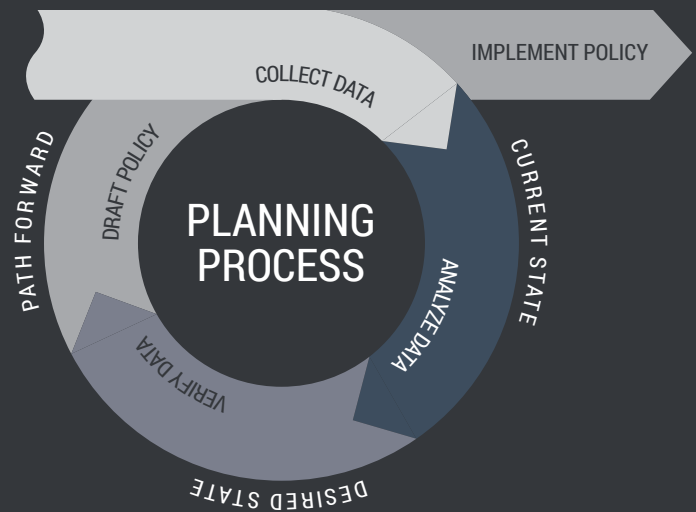 COLLECT DATA
IMPLEMENT POLICY
CURRENT STATE
ANALYZE DATA
DESIRED STATE
VERIFY DATA
PATH FORWARD
DRAFT POLICY
PLANNING
PROCESS